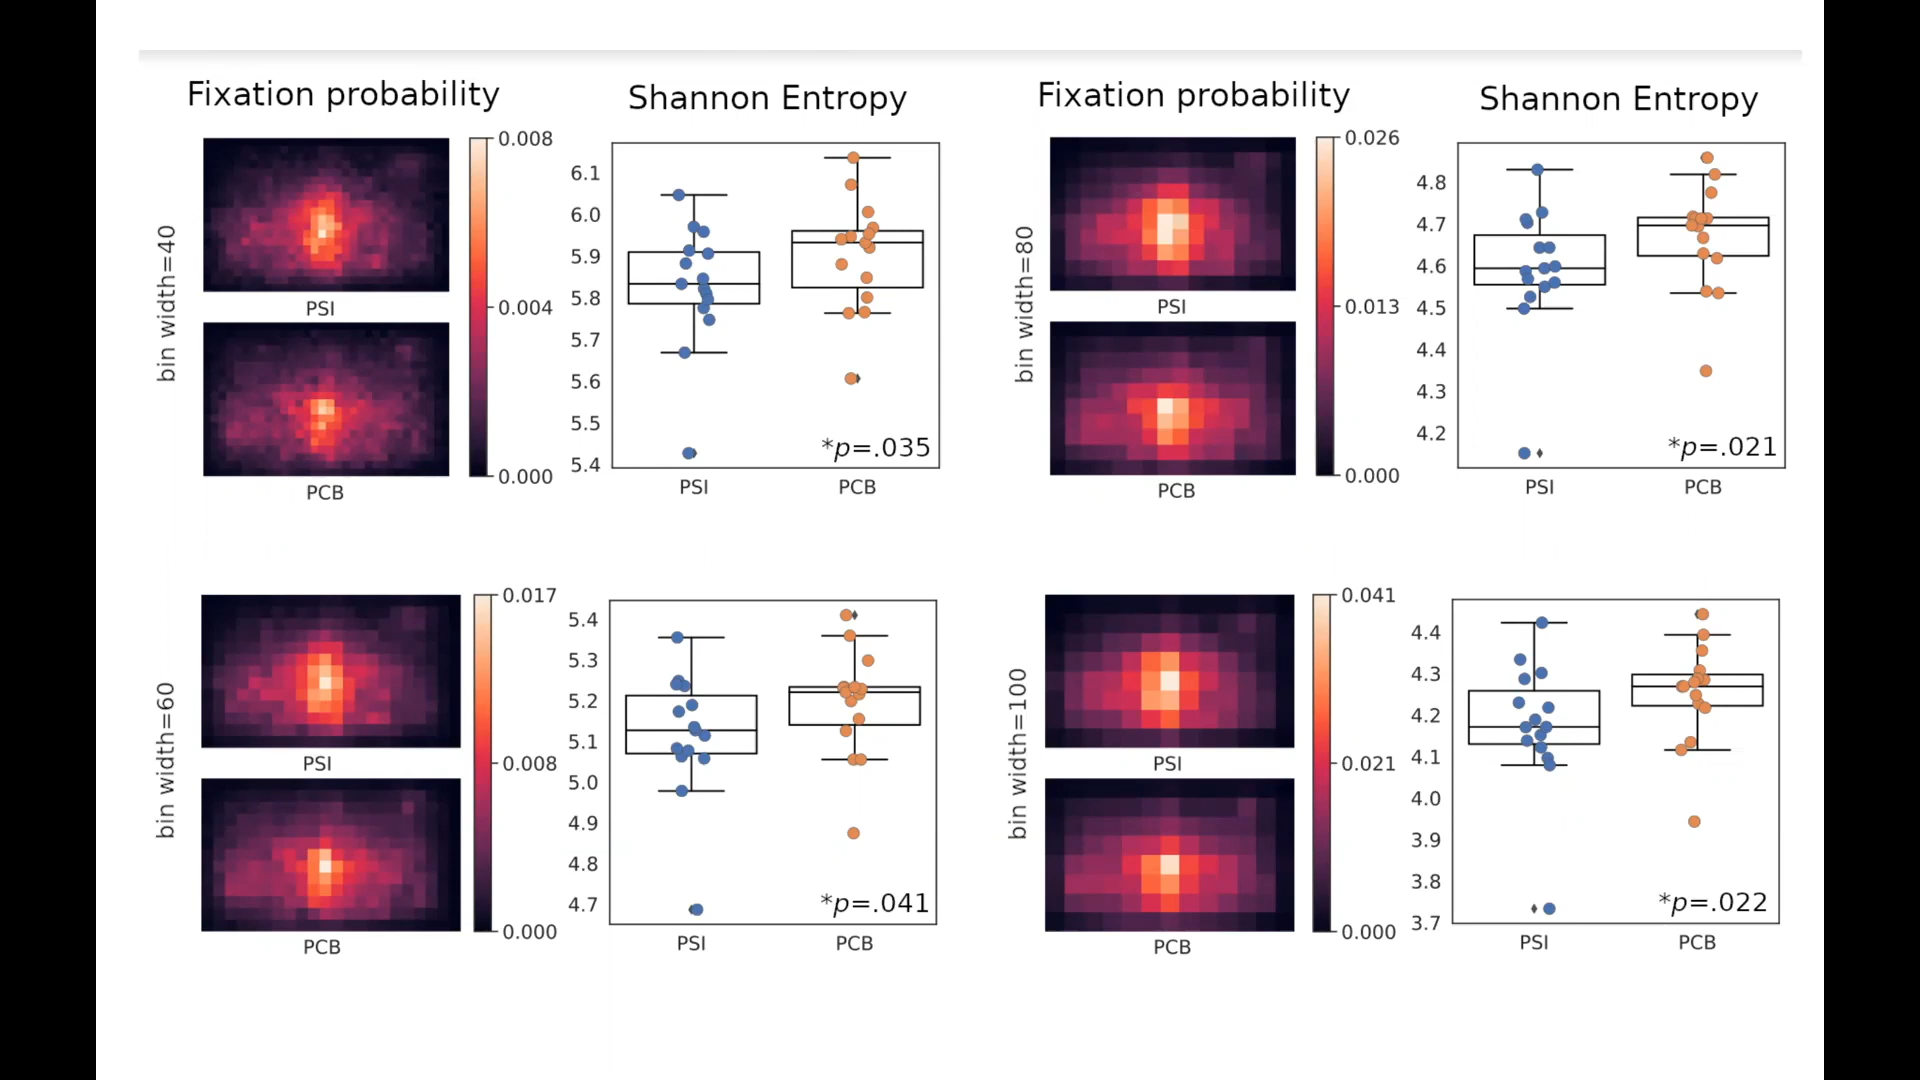 Fixation probability
Shannon Entropy
bin width=40
0.008
0.004
0.000
PSI
PCB
6.1
6.0
5.9
5.8
5.7
5.6
5.5
5.4
*p=.035
PSI
PCB
Fixation probability
Shannon Entropy
bin width=80
0.026
0.013
0.000
PSI
PCB
4.8
4.7
4.6
4.5
4.4
4.3
4.2
*p=.021
PSI
PCB
bin width=60
0.017
0.008
0.000
PSI
PCB
5.4
5.3
5.2
5.1
5.0
4.9
4.8
4.7
*p=.041
PSI
PCB
bin width=100
0.041
0.021
0.000
PSI
PCB
4.4
4.3
4.2
4.1
4.0
3.9
3.8
3.7
*p=.022
PSI
PCB